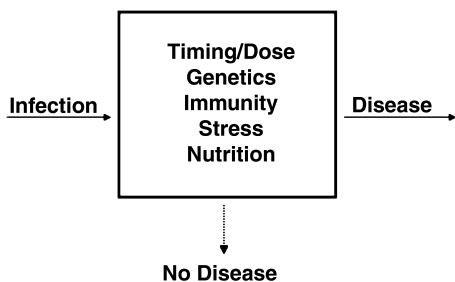 Timing/Dose
Genetics
Infection
Immunity
Disease
Stress
Nutrition
No Disease